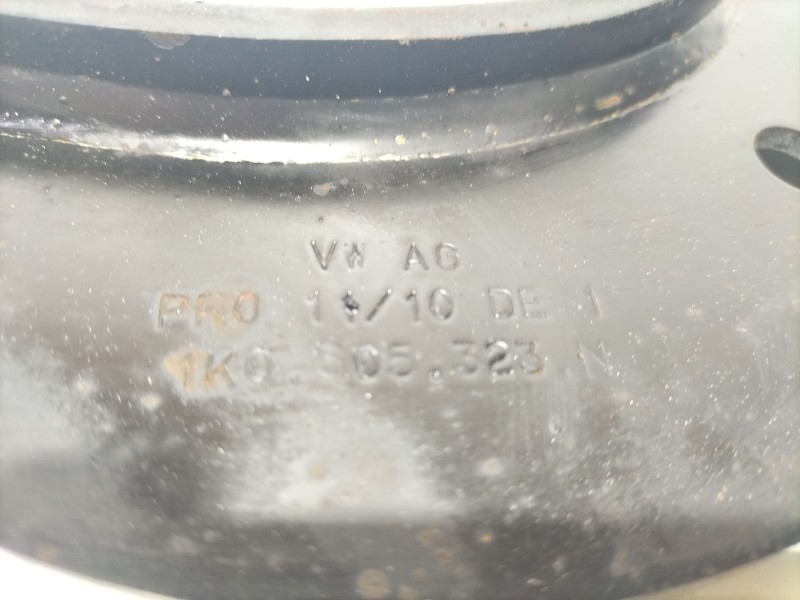 VW AG
PRO 11/10 DE 1
1K0.505.323.N